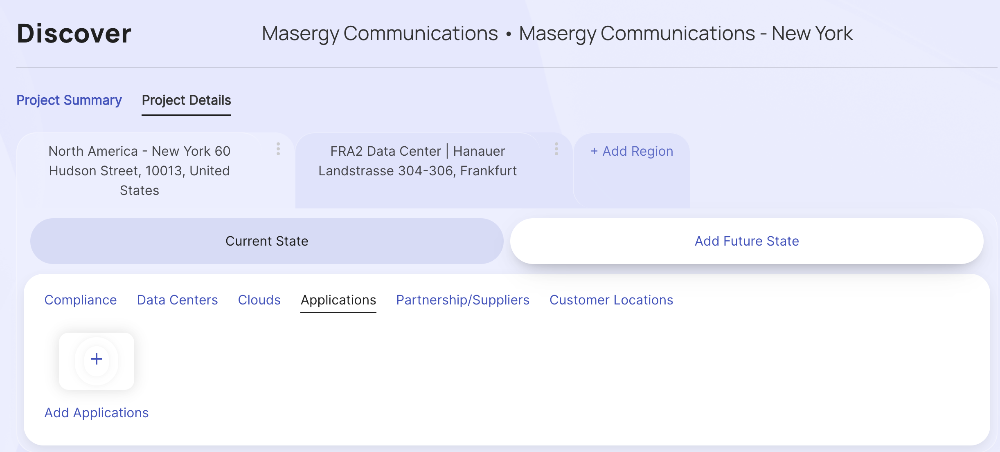 Discover
Masergy Communications • Masergy Communications - New York
Project Summary
Project Details
North America - New York 60
Hudson Street, 10013, United
States
FRA2 Data Center | Hanauer
Landstrasse 304-306, Frankfurt
+ Add Region
Current State
Add Future State
Compliance
Data Centers
Clouds
Applications
Partnership/Suppliers
Customer Locations
+
Add Applications